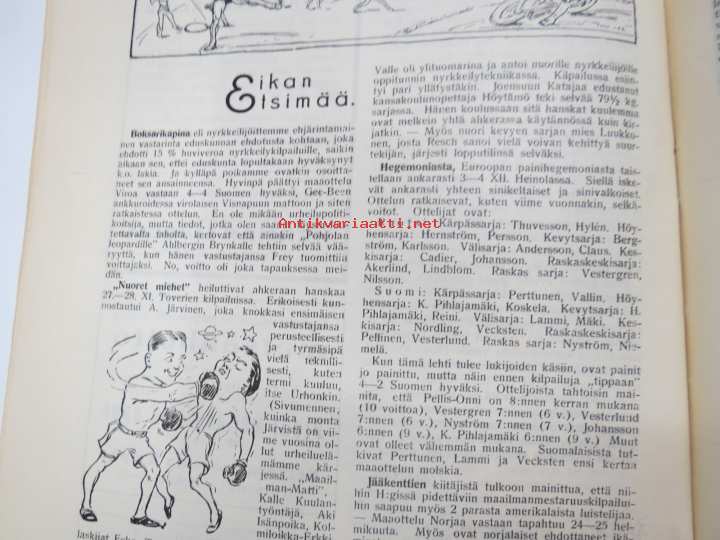 Eikan
Etsimää.
Boksarikapina eli nyrkkeilijöittemme ehjärintamai-
nen vastarinta eduskunnan ehdotusta kohtaan, joka
ehdotti 15 % huviveroa nyrkkeilykilpailuille, saikin
aikaan sen, ettei eduskunta lopultakaan hyväksynyt
k.o. lakia. Ja kylläpä poikamme ovatkin osoitta-
neet sen ansainneensa. Hyvinpä päättyi maaottelu
Viroa vastaan 4—4 Suomen hyväksi, Gee-Been
ankkuroidessa virolaisen Visnapuun mattoon ja siten
ratkaistessa ottelun. En ole mikään urheilupoliti-
koitsija, mutta tiedot, jotka olen saanut
tettavalla taholta, kertovat että ainakin „Pohjolan
leopardille" Ahlbergin Brynkalle tehtiin selvää vää-
ryyttä, kun hänen vastustajansa Frey tuomittiin
voittajaksi. No, voitto oli joka tapauksessa mei-
dän.
„Nuoret miehet" heiluttivat ahkeraan hanskaa
27.—28. XI. Toverien kilpailuissa. Erikoisesti kun-
nostautui A. Järvinen, joka knokkasi ensimäisen
vastustajansa
perusteellisesti
ja tyrmäsipä
vielä teknilli-
sesti, kuten
termi kuuluu,
itse Urhonkin.
(Sivumennen,
kuinka monta
Järvistä on vii-
me vuosina ol-
lut urheiluelä-
mämme kär-
jessä. „Maail-
man-Matti",
Kalle Kuulan-
työntäjä, Aki
Isänpoika, Kol-
miloikka-Erkki,
Valle oli ylituomarina ja antoi nuorille nyrkkeilijöille
oppitunnin nyrkkeilytekniikassa. Kilpailussa esiin-
tyi pari yllätystäkin. Joensuun Katajaa edustanut
kansakoulunopettaja Höytämö teki selvää 79½ kg.
sarjassa. Hänen koulussaan sitä hanskat kuulemma
ovat melkein yhtä ahkerassa käytännössä kuin kir-
jatkin. — Myös nuori kevyen sarjan mies Luukko-
nen, josta Resch sanoi vielä voivan kehittyä suur-
tekijän, järjesti lopputilinsä selväksi.
Hegemoniasta, Euroopan painihegemoniasta tais-
tellaan ankarasti 3—4 XII. Heinolassa. Siellä iske-
vät ankarasti yhteen sinikeltaiset ja sinivalkoiset.
Ottelun ratkaisevat, kuten viime vuonnakin, selkä-
voitot. Ottelijat ovat:
Kärpässarja: Thuvesson, Hylén. Höy-
hensarja: Hernström, Persson. Kevytsarja: Berg-
ström, Karlsson. Välisarja: Andersson, Claus. Kes-
kisarja: Cadier, Johansson. Raskaskeskisarja:
Åkerlind, Lindblom. Raskas sarja: Vestergren,
Nilsson.
Suomi: Kärpässarja: Perttunen, Vallin. Höy-
hensarja: K. Pihlajamäki, Koskela. Kevytsarja: H.
Pihlajamäki, Reini. Välisarja: Lammi, Mäki. Kes-
kisarja: Nordling, Vecksten. Raskaskeskisarja:
Pellinen, Vesterlund. Raskas sarja: Nyström, Nie-
melä.
Kun tämä lehti tulee lukijoiden käsiin, ovat painit
jo painittu, mutta näin ennen kilpailuja „tippaan"
4—2 Suomen hyväksi. Ottelijoista tahtoisin mai-
nita, että Pellis-Onni on 8:nnen kerran mukana
(10 voittoa), Vestergren 7:nnen (6 v.), Vesterlund
7:nnen (6 v.), Nyström 7:nnen (7 v.), Johansson
6:nnen (9 v.), K. Pihlajamäki 6:nnen (9 v.) Muut
ovat olleet vähemmän mukana. Suomalaisista tut-
kivat Perttunen, Lammi ja Vecksten ensi kertaa
maaottelun molskia.
Jääkenttien kiitäjistä tulkoon mainittua, että nii-
hin H:gissä pidettäviin maailmanmestaruuskilpailui-
hin saapuu myös 2 parasta amerikalaista luistelijaa.
— Maaottelu Norjaa vastaan tapahtuu 24—25 hel-
mikuuta. Myös ovat norjalaiset ehdottaneet
Antikvariaatti.net